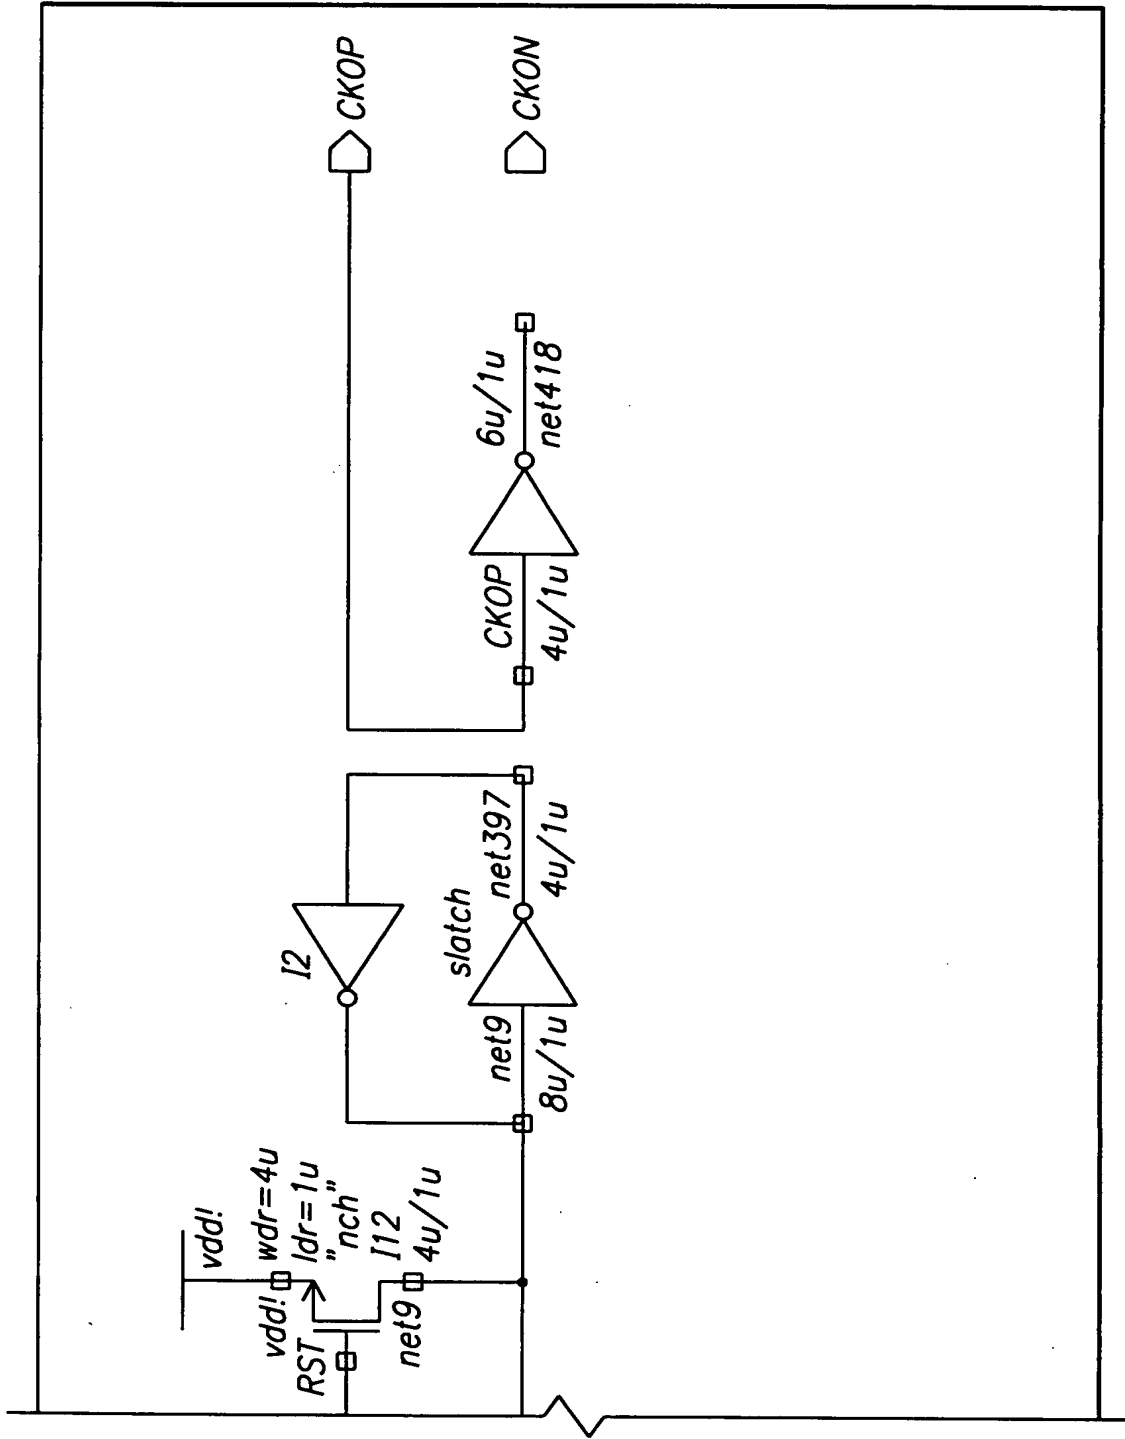 vdd!
vdd!
wdr=4u
ldr=1u
"nch"
RST
I12
net9
4u/1u
I2
slatch
net9
8u/1u
net397
4u/1u
CKOP
4u/1u
6u/1u
net418
CKOP
CKON